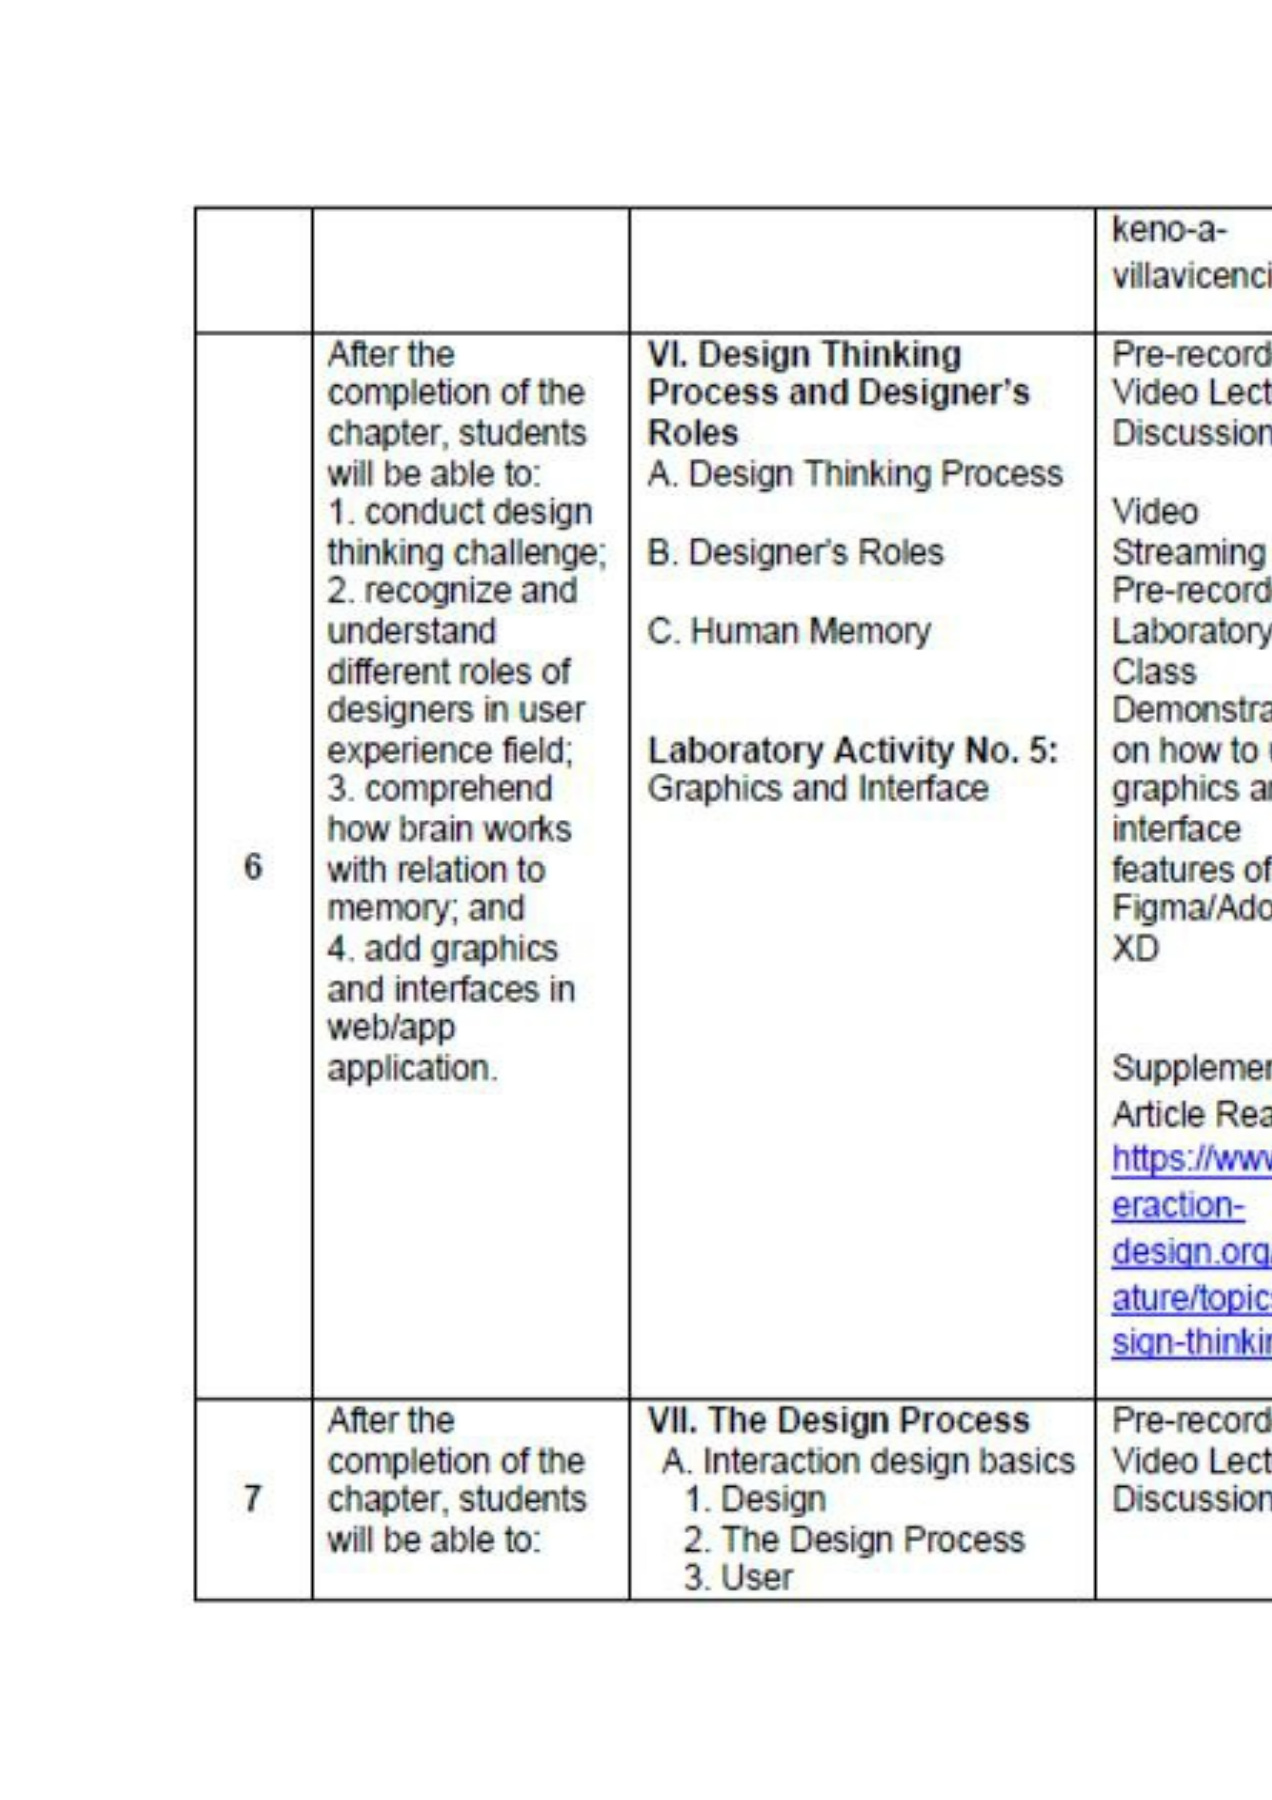 keno-a-
villavicenci
6
After the
completion of the
chapter, students
will be able to:
1. conduct design
thinking challenge;
2. recognize and
understand
different roles of
designers in user
experience field;
3. comprehend
how brain works
with relation to
memory; and
4. add graphics
and interfaces in
web/app
application.
VI. Design Thinking
Process and Designer's
Roles
A. Design Thinking Process
B. Designer's Roles
C. Human Memory
Laboratory Activity No. 5:
Graphics and Interface
Pre-record
Video Lect
Discussion
Video
Streaming
Pre-record
Laboratory
Class
Demonstra
on how to
graphics a
interface
features of
Figma/Ado
XD
Supplemen
Article Rea
https://www
eraction-
design.org/
ature/topics
sign-thinkin
7
After the
completion of the
chapter, students
will be able to:
VII. The Design Process
A. Interaction design basics
1. Design
2. The Design Process
3. User
Pre-record
Video Lect
Discussion